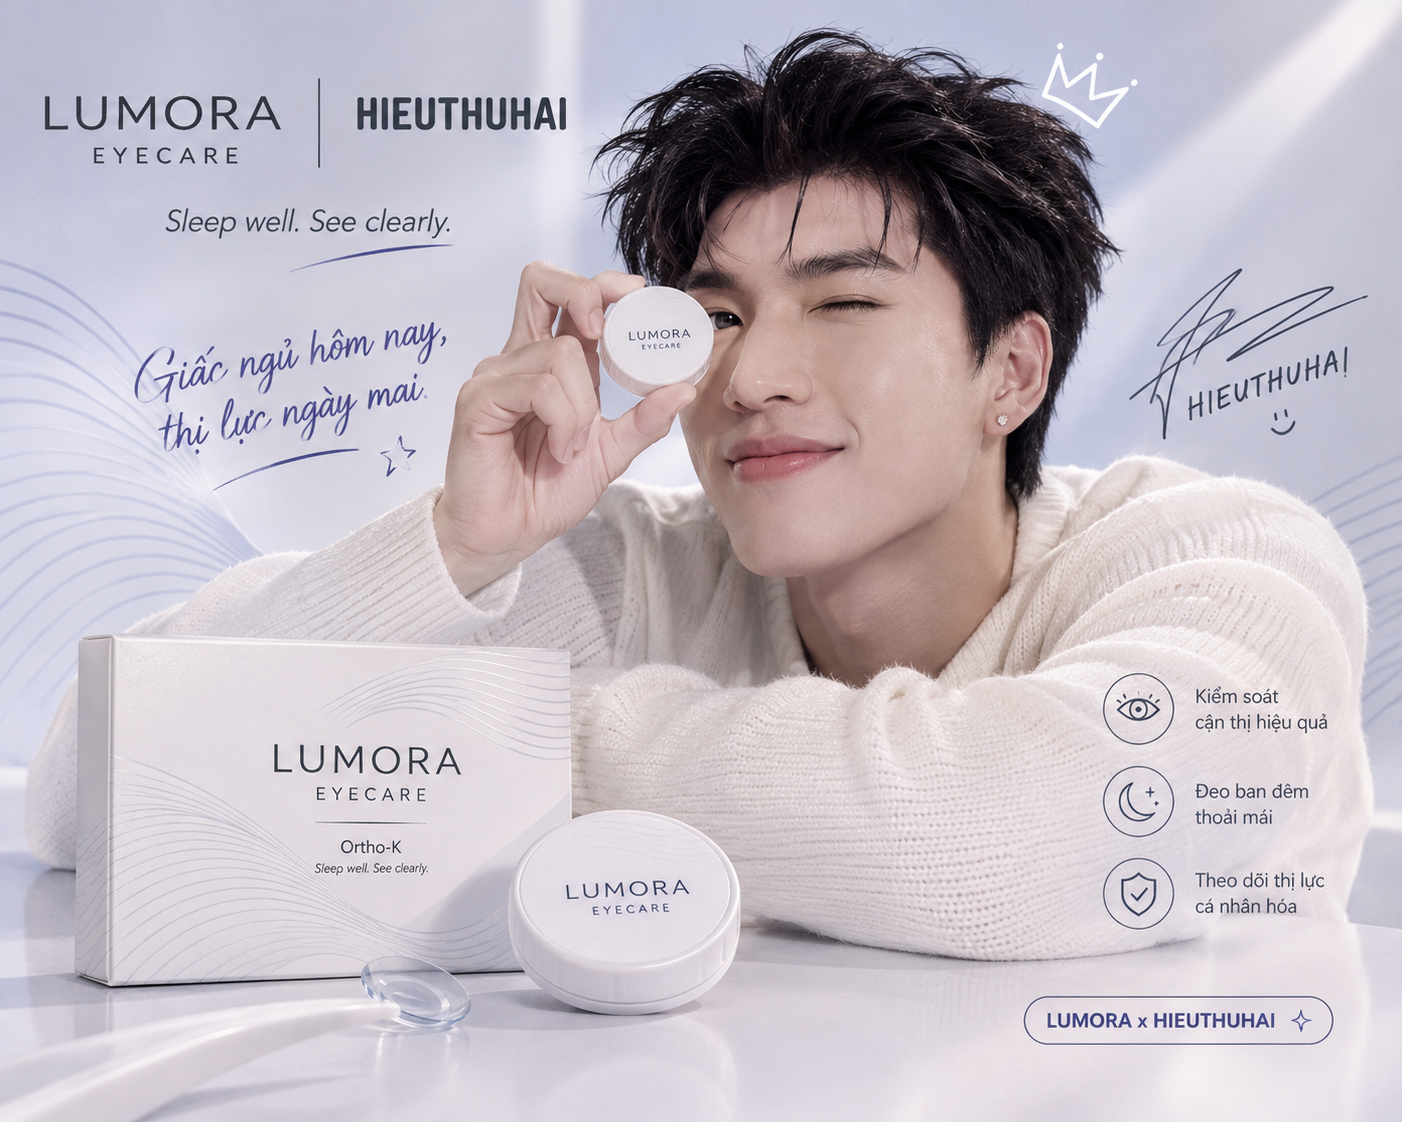 LUMORA
EYECARE
HIEUTHUHAI
Sleep well. See clearly.
Giấc ngủ hôm nay,
thị lực ngày mai.
LUMORA
EYECARE
HIEUTHUHAI
LUMORA
EYECARE
Ortho-K
Sleep well. See clearly.
LUMORA
EYECARE
Kiểm soát
cận thị hiệu quả
Đeo ban đêm
thoải mái
Theo dõi thị lực
cá nhân hóa
LUMORA x HIEUTHUHAI